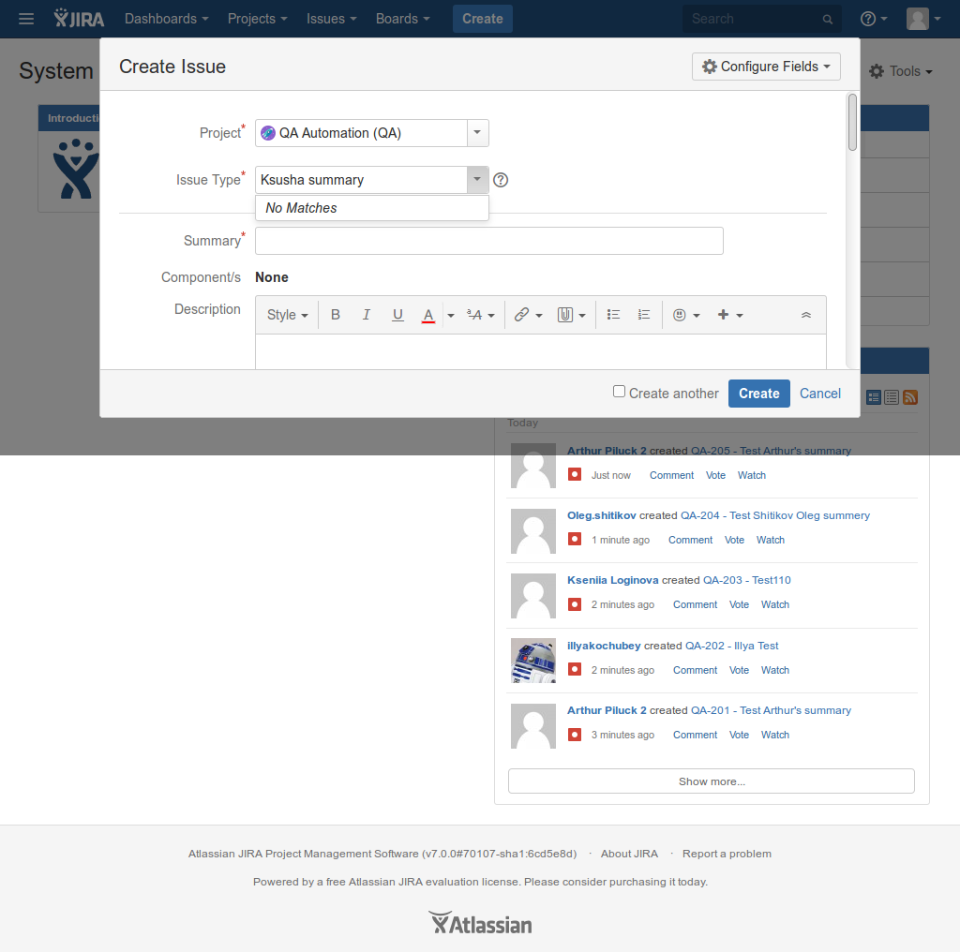 JIRA Dashboards Projects Issues Boards Create Search
System
Tools
Create Issue
Configure Fields
Introducti
Project* QA Automation (QA)
Issue Type* Ksusha summary
No Matches
Summary*
Component/s None
Description
Style B I U A ªA
Create another Create Cancel
Today
Arthur Piluck 2 created QA-205 - Test Arthur's summary
Just now Comment Vote Watch
Oleg.shitikov created QA-204 - Test Shitikov Oleg summery
1 minute ago Comment Vote Watch
Kseniia Loginova created QA-203 - Test110
2 minutes ago Comment Vote Watch
illyakochubey created QA-202 - Illya Test
2 minutes ago Comment Vote Watch
Arthur Piluck 2 created QA-201 - Test Arthur's summary
3 minutes ago Comment Vote Watch
Show more...
Atlassian JIRA Project Management Software (v7.0.0#70107-sha1:6cd5e8d) · About JIRA · Report a problem
Powered by a free Atlassian JIRA evaluation license. Please consider purchasing it today.
Atlassian